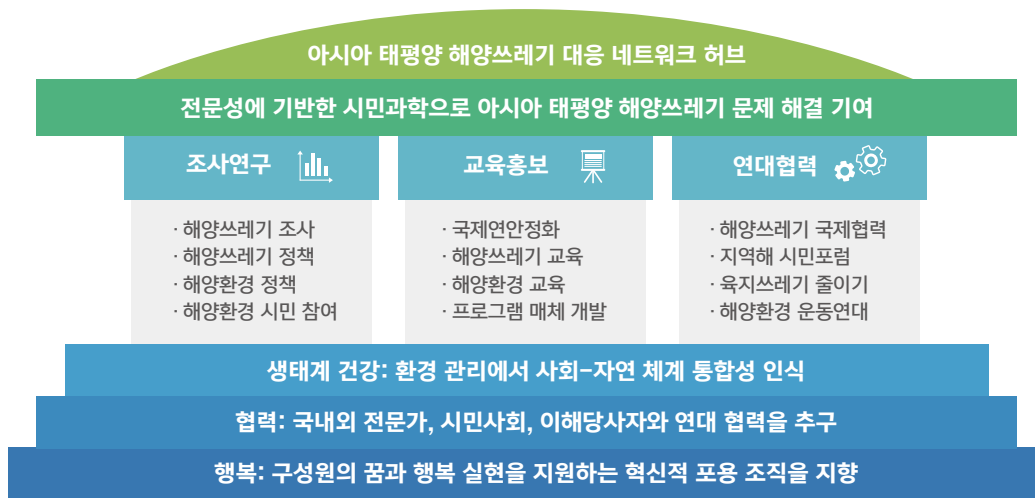 아시아 태평양 해양쓰레기 대응 네트워크 허브
전문성에 기반한 시민과학으로 아시아 태평양 해양쓰레기 문제 해결 기여
조사연구
· 해양쓰레기 조사
· 해양쓰레기 정책
· 해양환경 정책
· 해양환경 시민 참여
교육홍보
· 국제연안정화
· 해양쓰레기 교육
· 해양환경 교육
· 프로그램 매체 개발
연대협력
· 해양쓰레기 국제협력
· 지역해 시민포럼
· 육지쓰레기 줄이기
· 해양환경 운동연대
생태계 건강: 환경 관리에서 사회-자연 체계 통합성 인식
협력: 국내외 전문가, 시민사회, 이해당사자와 연대 협력을 추구
행복: 구성원의 꿈과 행복 실현을 지원하는 혁신적 포용 조직을 지향